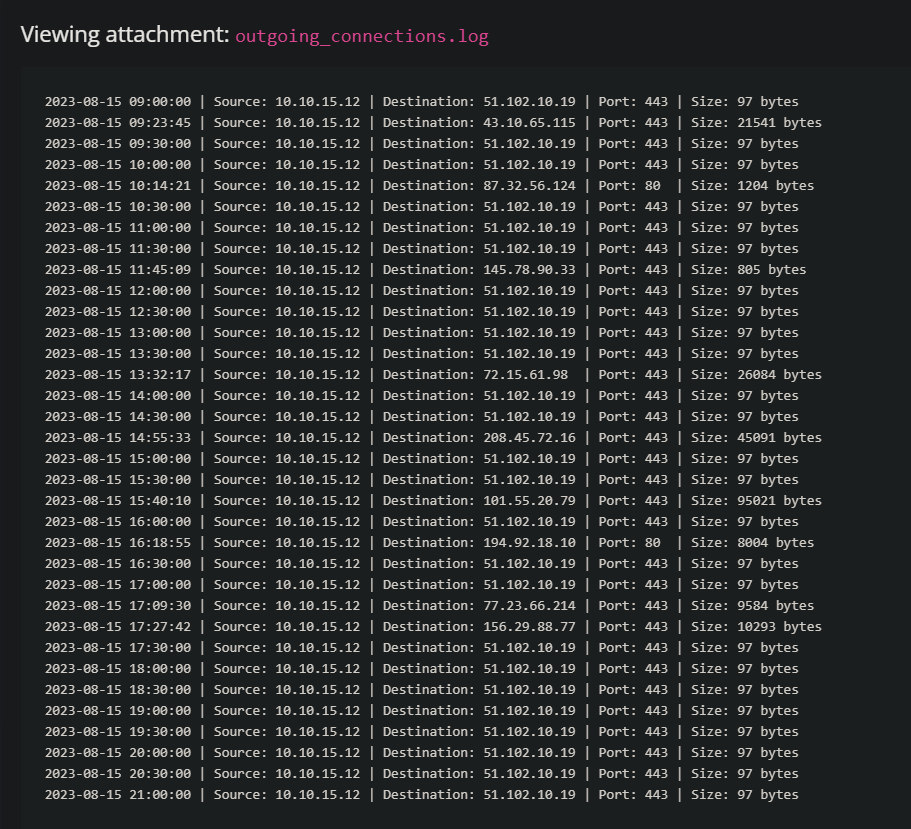 Viewing attachment: outgoing_connections.log
2023-08-15 09:00:00 | Source: 10.10.15.12 | Destination: 51.102.10.19 | Port: 443 | Size: 97 bytes
2023-08-15 09:23:45 | Source: 10.10.15.12 | Destination: 43.10.65.115 | Port: 443 | Size: 21541 bytes
2023-08-15 09:30:00 | Source: 10.10.15.12 | Destination: 51.102.10.19 | Port: 443 | Size: 97 bytes
2023-08-15 10:00:00 | Source: 10.10.15.12 | Destination: 51.102.10.19 | Port: 443 | Size: 97 bytes
2023-08-15 10:14:21 | Source: 10.10.15.12 | Destination: 87.32.56.124 | Port: 80  | Size: 1204 bytes
2023-08-15 10:30:00 | Source: 10.10.15.12 | Destination: 51.102.10.19 | Port: 443 | Size: 97 bytes
2023-08-15 11:00:00 | Source: 10.10.15.12 | Destination: 51.102.10.19 | Port: 443 | Size: 97 bytes
2023-08-15 11:30:00 | Source: 10.10.15.12 | Destination: 51.102.10.19 | Port: 443 | Size: 97 bytes
2023-08-15 11:45:09 | Source: 10.10.15.12 | Destination: 145.78.90.33 | Port: 443 | Size: 805 bytes
2023-08-15 12:00:00 | Source: 10.10.15.12 | Destination: 51.102.10.19 | Port: 443 | Size: 97 bytes
2023-08-15 12:30:00 | Source: 10.10.15.12 | Destination: 51.102.10.19 | Port: 443 | Size: 97 bytes
2023-08-15 13:00:00 | Source: 10.10.15.12 | Destination: 51.102.10.19 | Port: 443 | Size: 97 bytes
2023-08-15 13:30:00 | Source: 10.10.15.12 | Destination: 51.102.10.19 | Port: 443 | Size: 97 bytes
2023-08-15 13:32:17 | Source: 10.10.15.12 | Destination: 72.15.61.98  | Port: 443 | Size: 26084 bytes
2023-08-15 14:00:00 | Source: 10.10.15.12 | Destination: 51.102.10.19 | Port: 443 | Size: 97 bytes
2023-08-15 14:30:00 | Source: 10.10.15.12 | Destination: 51.102.10.19 | Port: 443 | Size: 97 bytes
2023-08-15 14:55:33 | Source: 10.10.15.12 | Destination: 208.45.72.16 | Port: 443 | Size: 45091 bytes
2023-08-15 15:00:00 | Source: 10.10.15.12 | Destination: 51.102.10.19 | Port: 443 | Size: 97 bytes
2023-08-15 15:30:00 | Source: 10.10.15.12 | Destination: 51.102.10.19 | Port: 443 | Size: 97 bytes
2023-08-15 15:40:10 | Source: 10.10.15.12 | Destination: 101.55.20.79 | Port: 443 | Size: 95021 bytes
2023-08-15 16:00:00 | Source: 10.10.15.12 | Destination: 51.102.10.19 | Port: 443 | Size: 97 bytes
2023-08-15 16:18:55 | Source: 10.10.15.12 | Destination: 194.92.18.10 | Port: 80  | Size: 8004 bytes
2023-08-15 16:30:00 | Source: 10.10.15.12 | Destination: 51.102.10.19 | Port: 443 | Size: 97 bytes
2023-08-15 17:00:00 | Source: 10.10.15.12 | Destination: 51.102.10.19 | Port: 443 | Size: 97 bytes
2023-08-15 17:09:30 | Source: 10.10.15.12 | Destination: 77.23.66.214 | Port: 443 | Size: 9584 bytes
2023-08-15 17:27:42 | Source: 10.10.15.12 | Destination: 156.29.88.77 | Port: 443 | Size: 10293 bytes
2023-08-15 17:30:00 | Source: 10.10.15.12 | Destination: 51.102.10.19 | Port: 443 | Size: 97 bytes
2023-08-15 18:00:00 | Source: 10.10.15.12 | Destination: 51.102.10.19 | Port: 443 | Size: 97 bytes
2023-08-15 18:30:00 | Source: 10.10.15.12 | Destination: 51.102.10.19 | Port: 443 | Size: 97 bytes
2023-08-15 19:00:00 | Source: 10.10.15.12 | Destination: 51.102.10.19 | Port: 443 | Size: 97 bytes
2023-08-15 19:30:00 | Source: 10.10.15.12 | Destination: 51.102.10.19 | Port: 443 | Size: 97 bytes
2023-08-15 20:00:00 | Source: 10.10.15.12 | Destination: 51.102.10.19 | Port: 443 | Size: 97 bytes
2023-08-15 20:30:00 | Source: 10.10.15.12 | Destination: 51.102.10.19 | Port: 443 | Size: 97 bytes
2023-08-15 21:00:00 | Source: 10.10.15.12 | Destination: 51.102.10.19 | Port: 443 | Size: 97 bytes